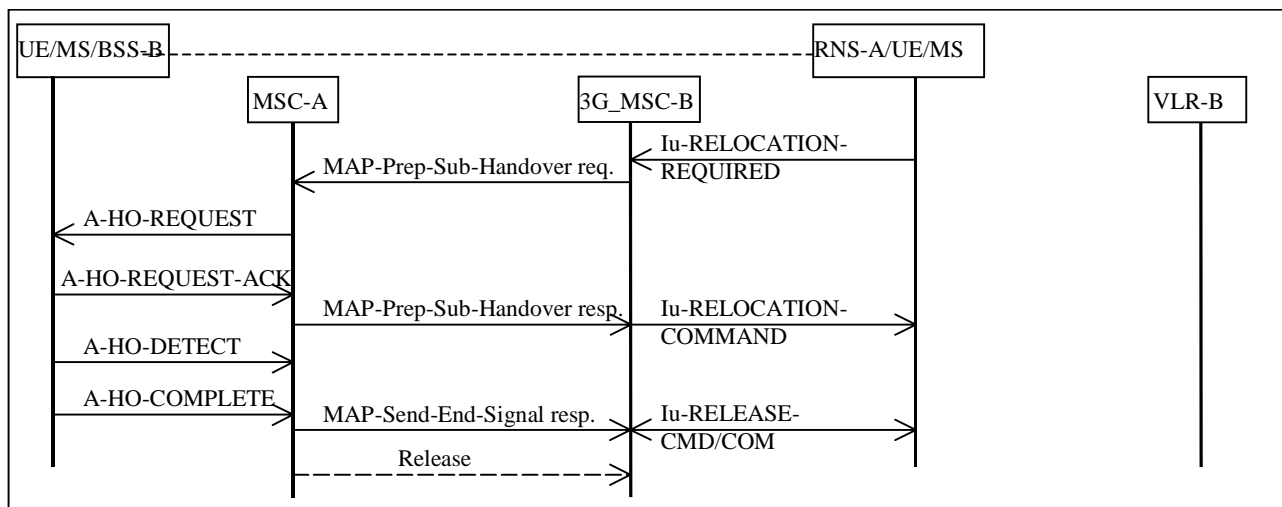 UE/MS/BSS-B
RNS-A/UE/MS
MSC-A
3G_MSC-B
VLR-B
Iu-RELOCATION-
REQUIRED
MAP-Prep-Sub-Handover req.
A-HO-REQUEST
A-HO-REQUEST-ACK
MAP-Prep-Sub-Handover resp.
Iu-RELOCATION-
COMMAND
A-HO-DETECT
A-HO-COMPLETE
MAP-Send-End-Signal resp.
Iu-RELEASE-
CMD/COM
Release